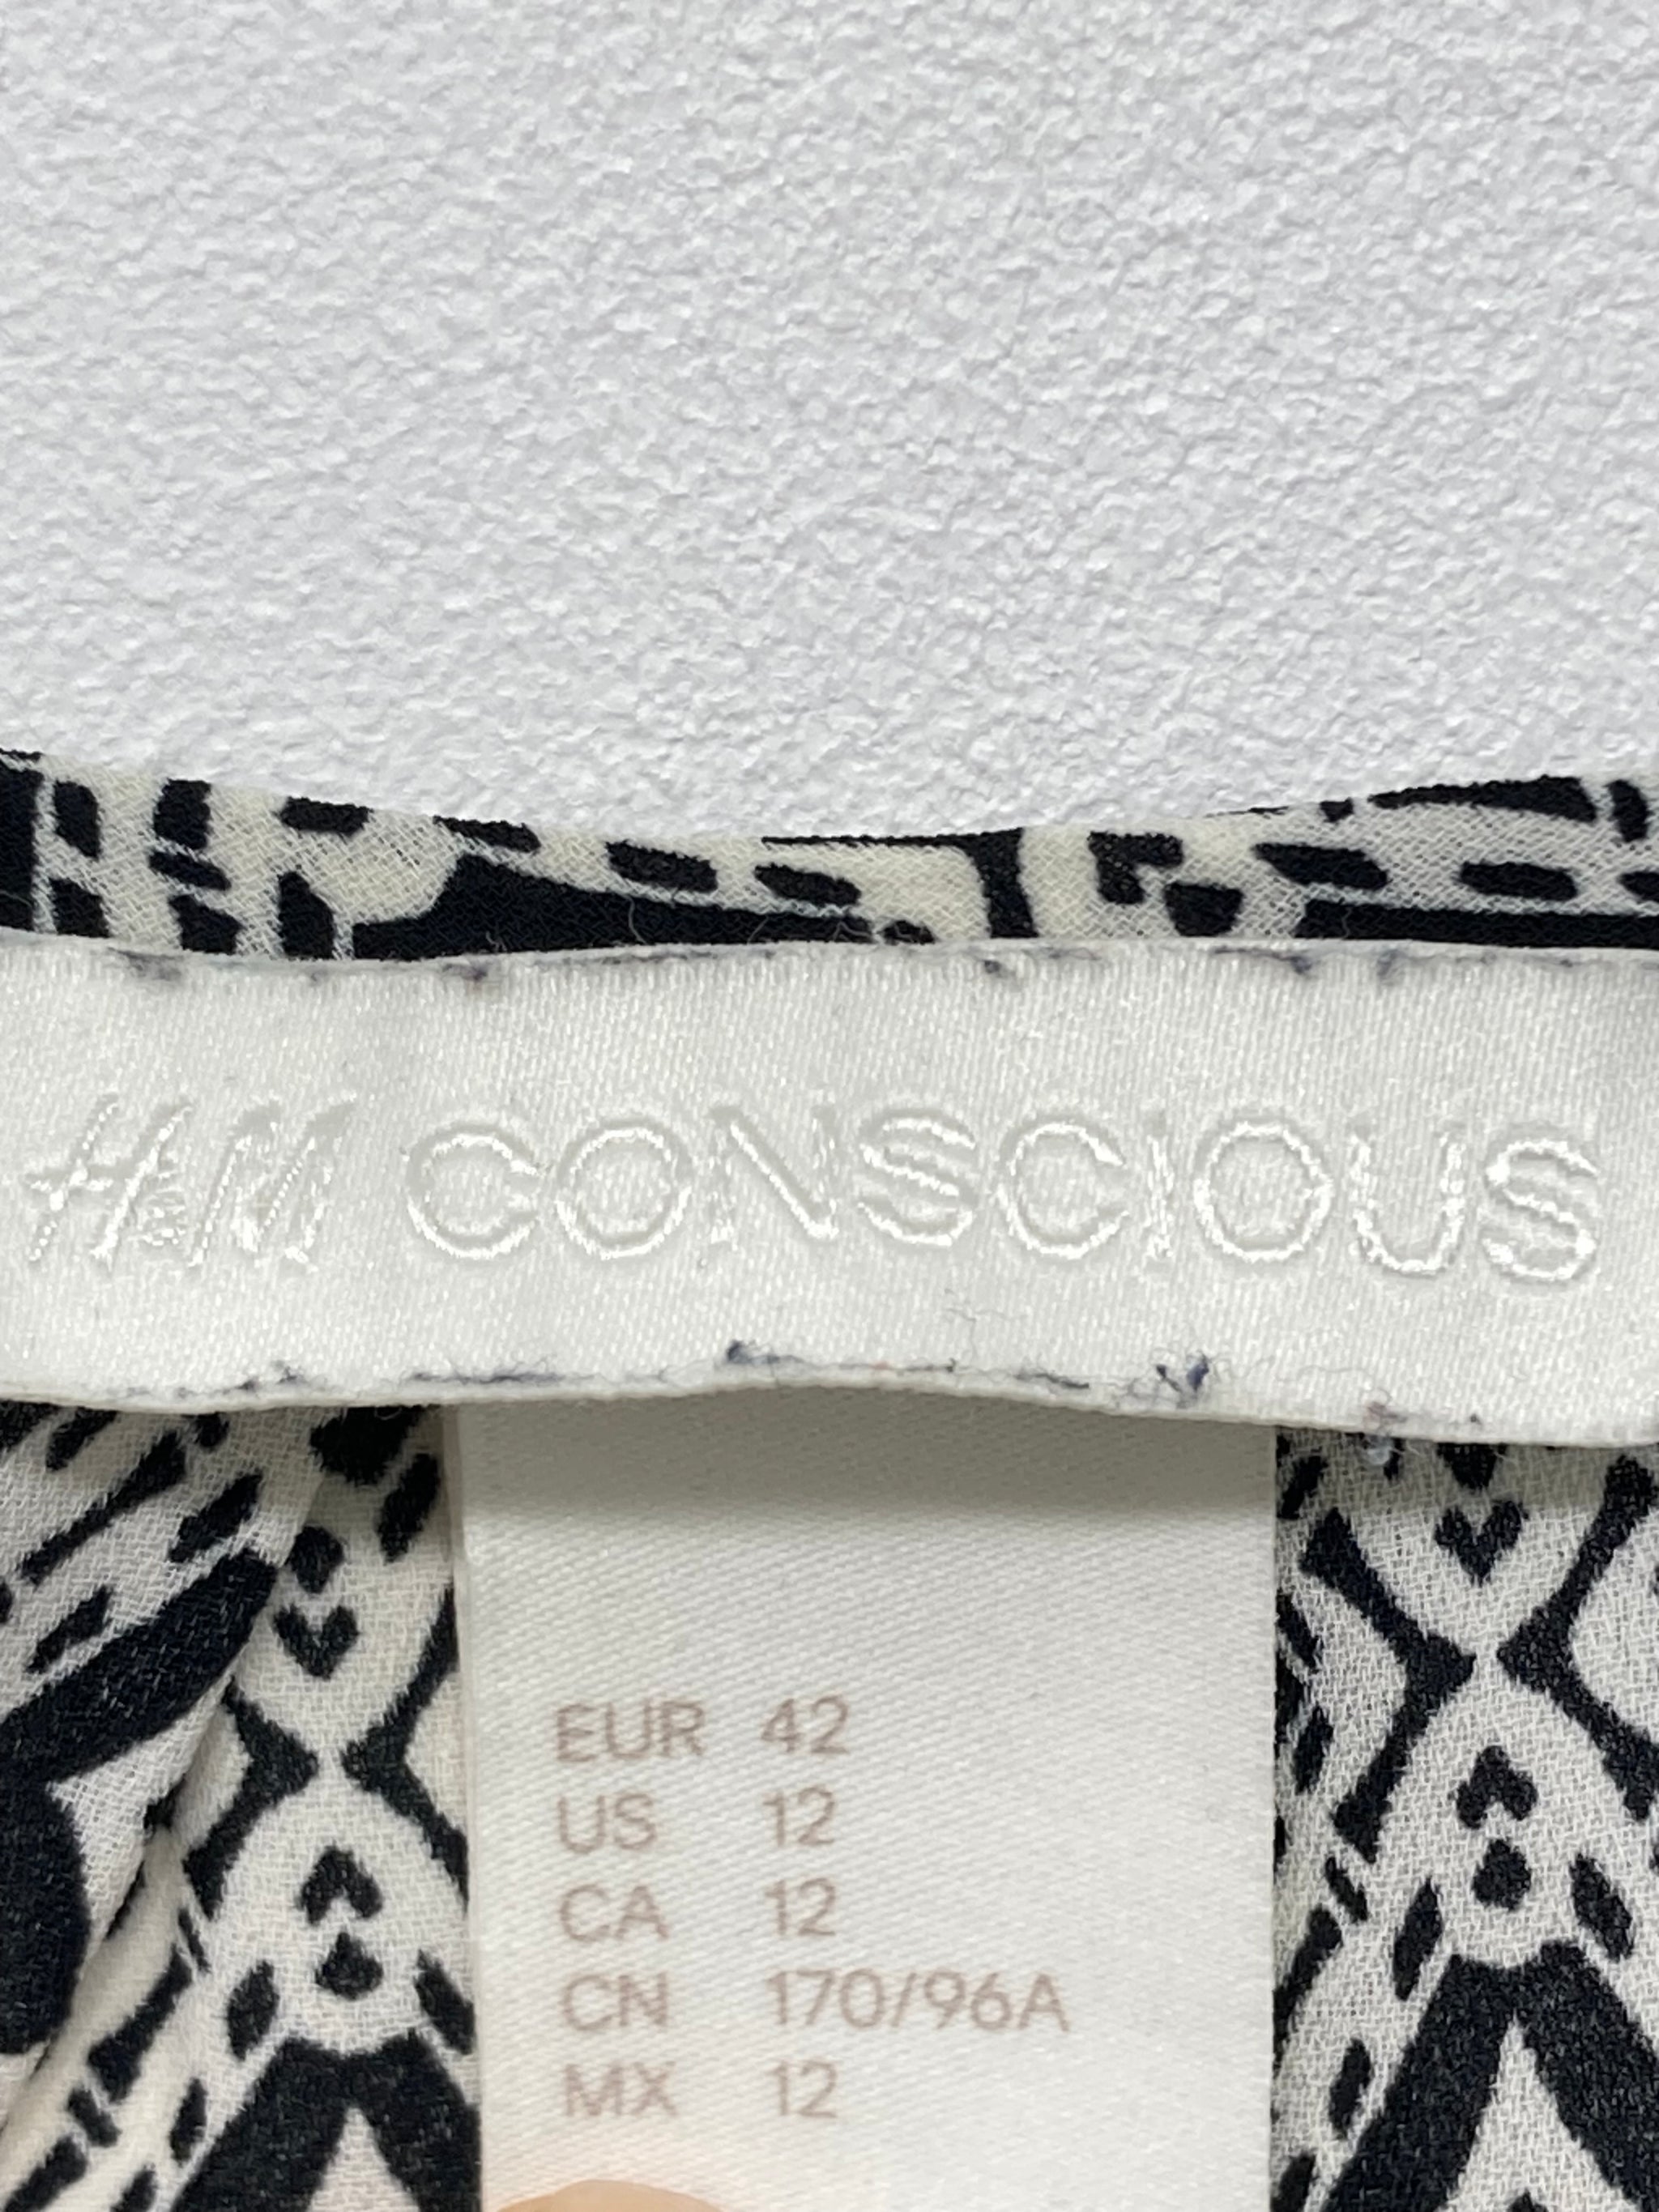 H&M CONSCIOUS
EUR 42
US 12
CA 12
CN 170/96A
MX 12